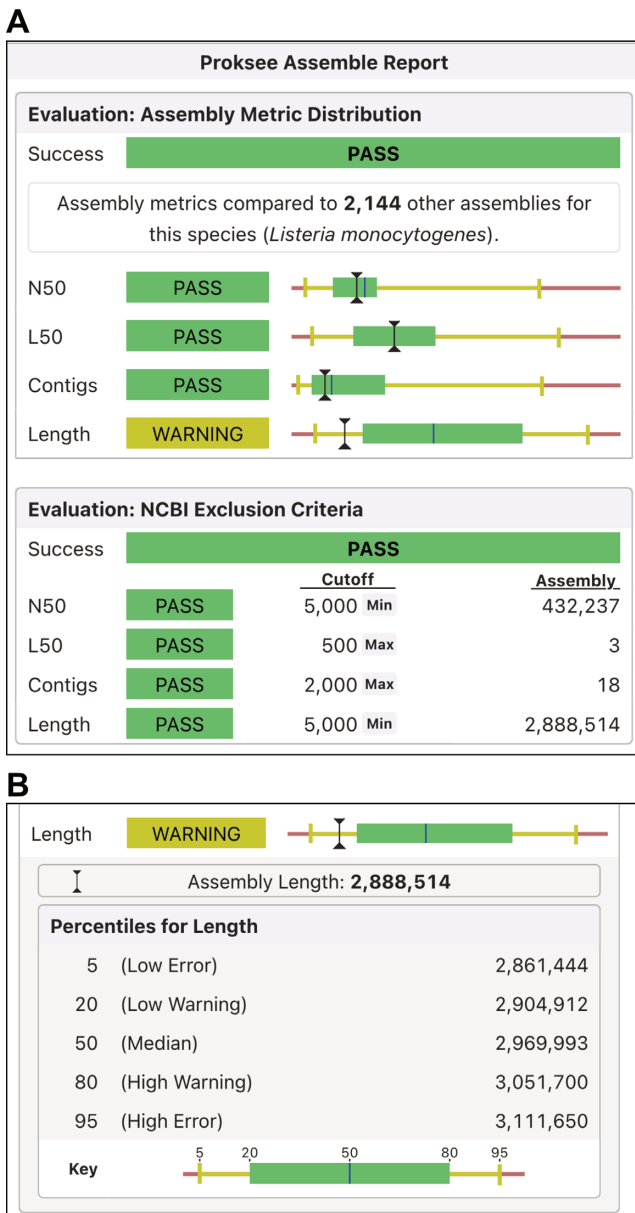 A
Proksee Assemble Report
Evaluation: Assembly Metric Distribution
Success PASS
Assembly metrics compared to 2,144 other assemblies for
this species (Listeria monocytogenes).
N50 PASS
L50 PASS
Contigs PASS
Length WARNING
Evaluation: NCBI Exclusion Criteria
Success PASS
Cutoff Assembly
N50 PASS 5,000 Min 432,237
L50 PASS 500 Max 3
Contigs PASS 2,000 Max 18
Length PASS 5,000 Min 2,888,514
B
Length WARNING
Assembly Length: 2,888,514
Percentiles for Length
5 (Low Error) 2,861,444
20 (Low Warning) 2,904,912
50 (Median) 2,969,993
80 (High Warning) 3,051,700
95 (High Error) 3,111,650
5 20 50 80 95
Key